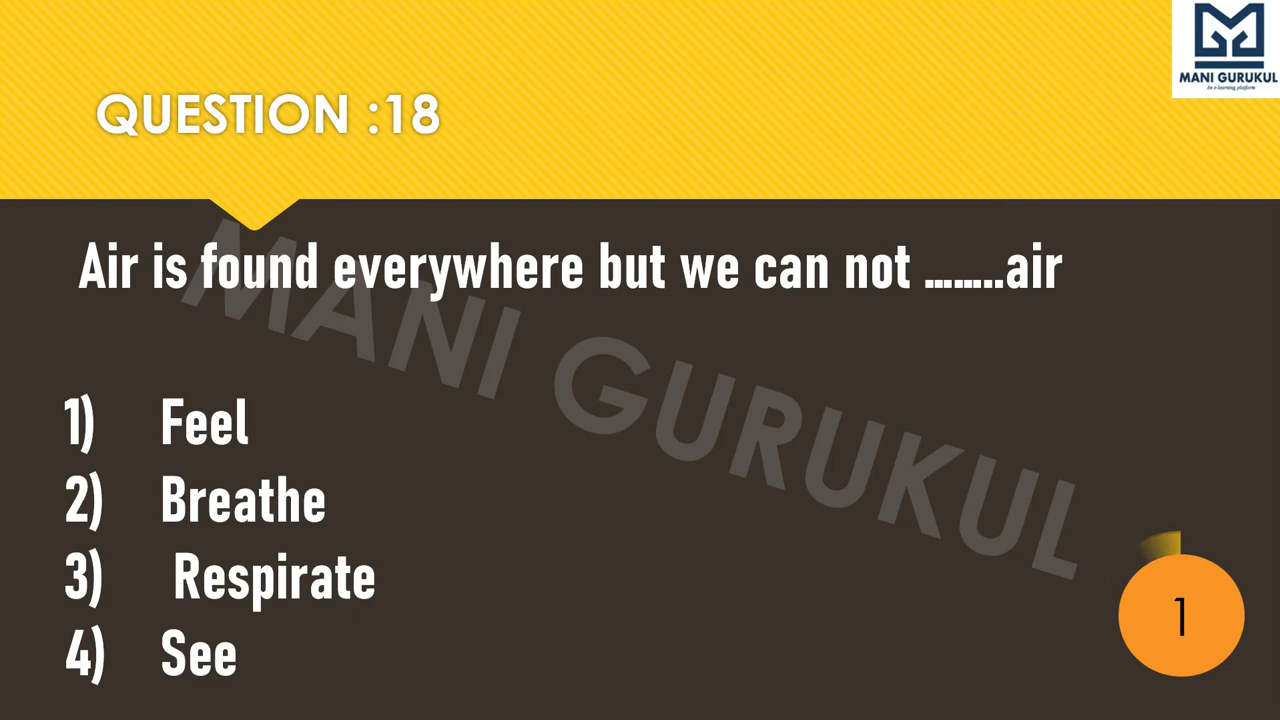 MANI GURUKUL
An e-learning platform
QUESTION :18
Air is found everywhere but we can not ........air
1) Feel
2) Breathe
3) Respirate
4) See
MANI GURUKUL
1